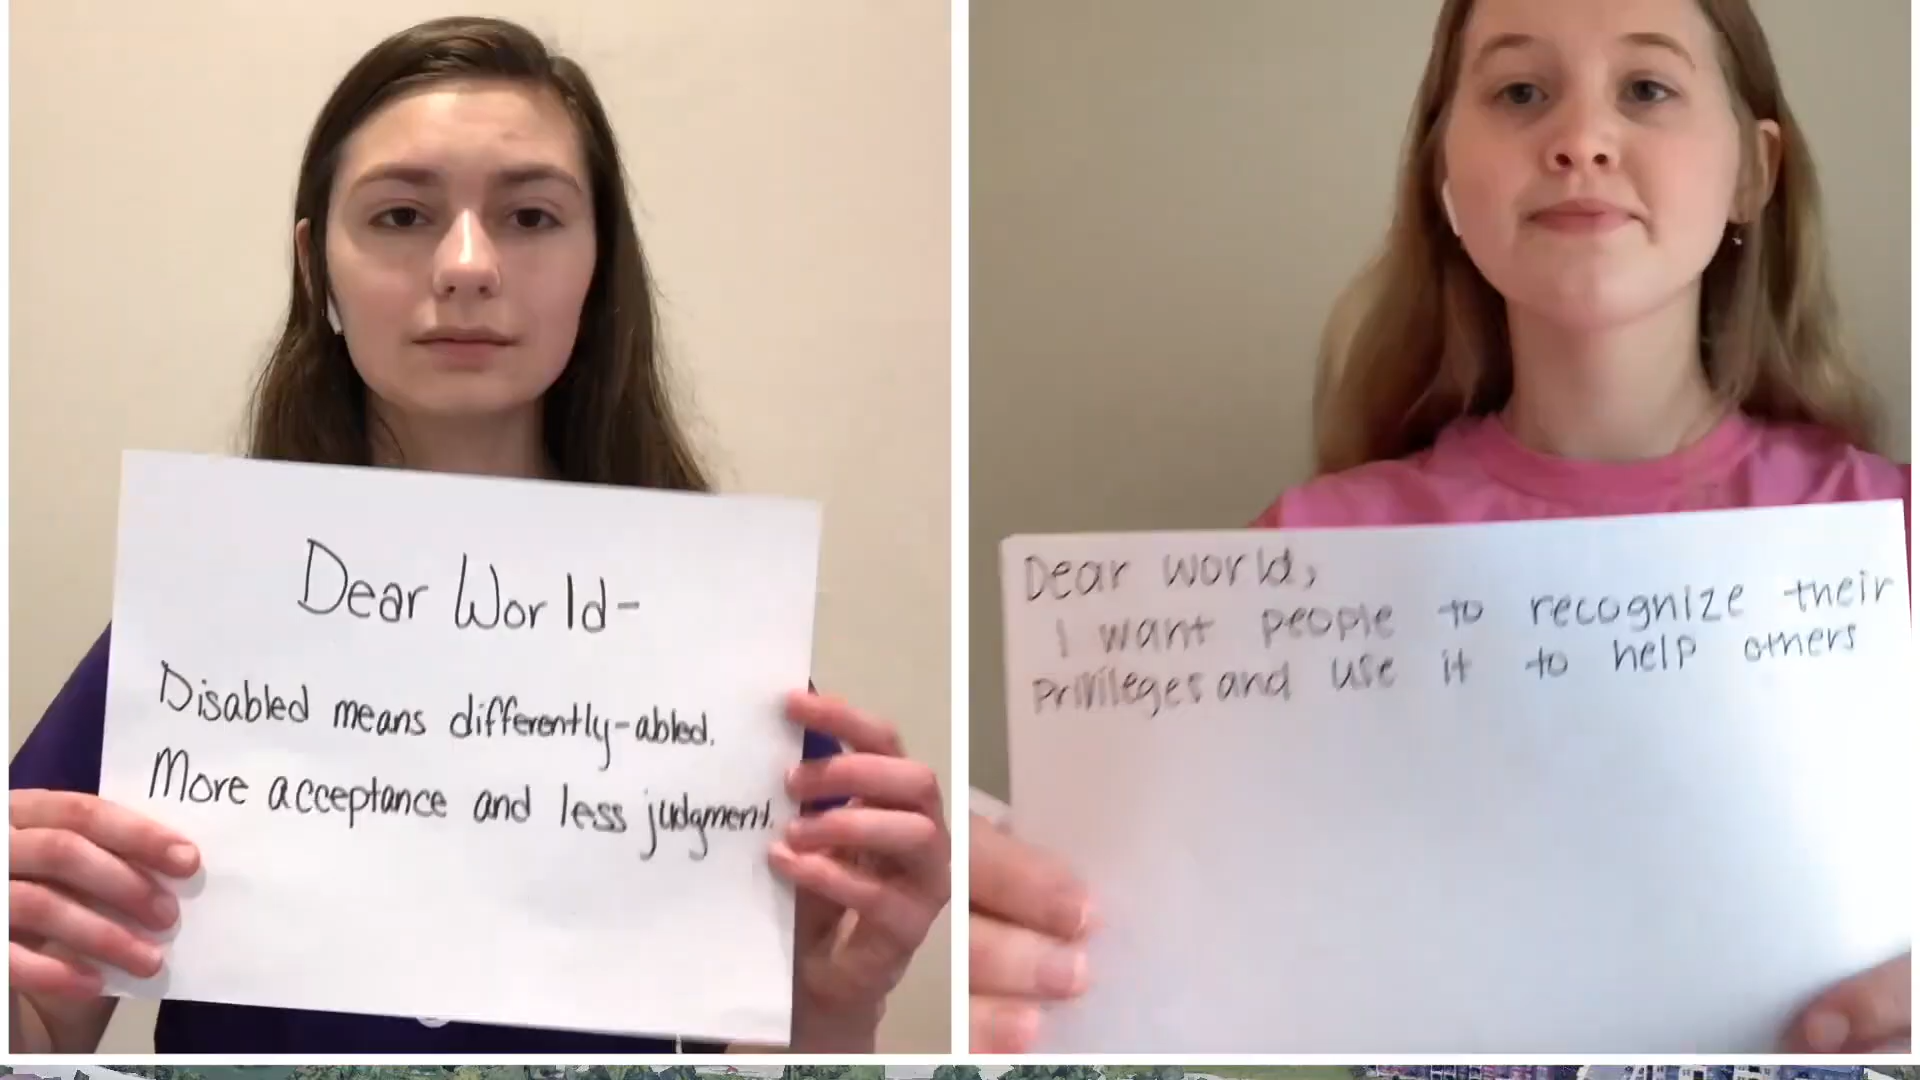 Dear World-
Disabled means differently-abled.
More acceptance and less judgment.
Dear world,
I want people to recognize their
privileges and use it to help others